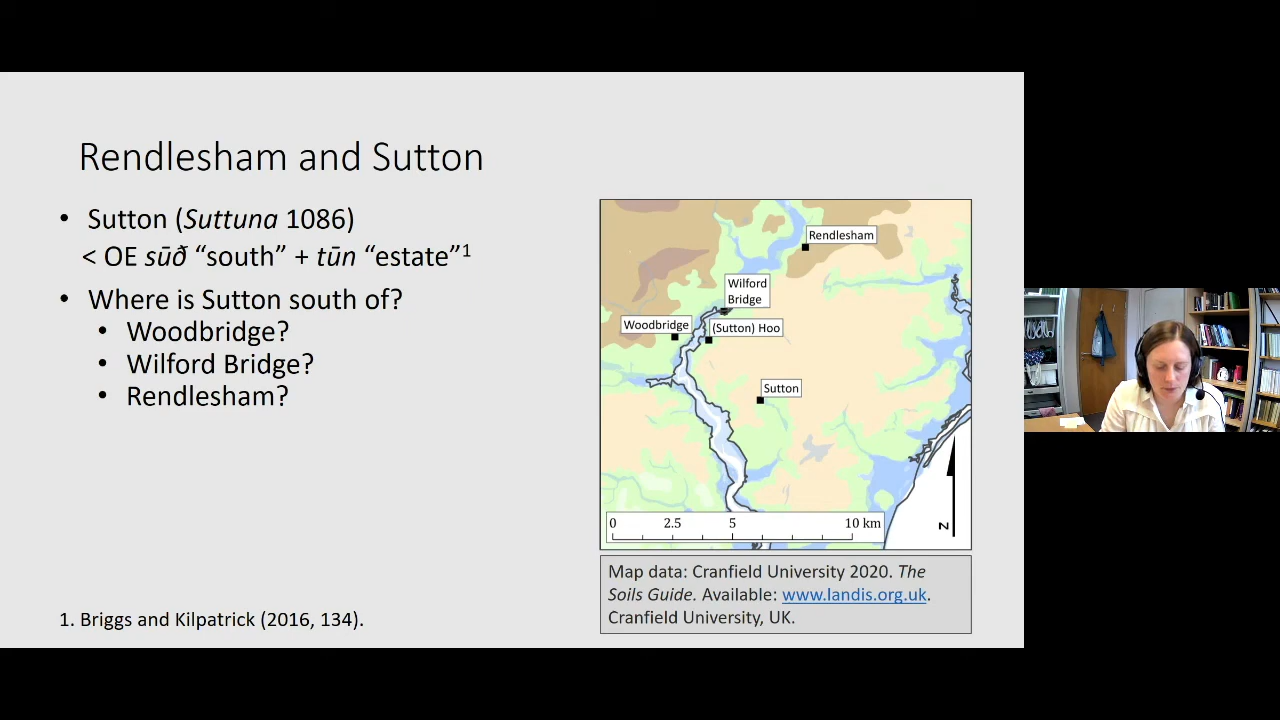 Rendlesham and Sutton
• Sutton (Suttuna 1086)
< OE sūð “south” + tūn “estate”1
• Where is Sutton south of?
• Woodbridge?
• Wilford Bridge?
• Rendlesham?
1. Briggs and Kilpatrick (2016, 134).
Rendlesham
Wilford
Bridge
Woodbridge
(Sutton) Hoo
Sutton
0 2.5 5 10 km
N
Map data: Cranfield University 2020. The
Soils Guide. Available: www.landis.org.uk.
Cranfield University, UK.